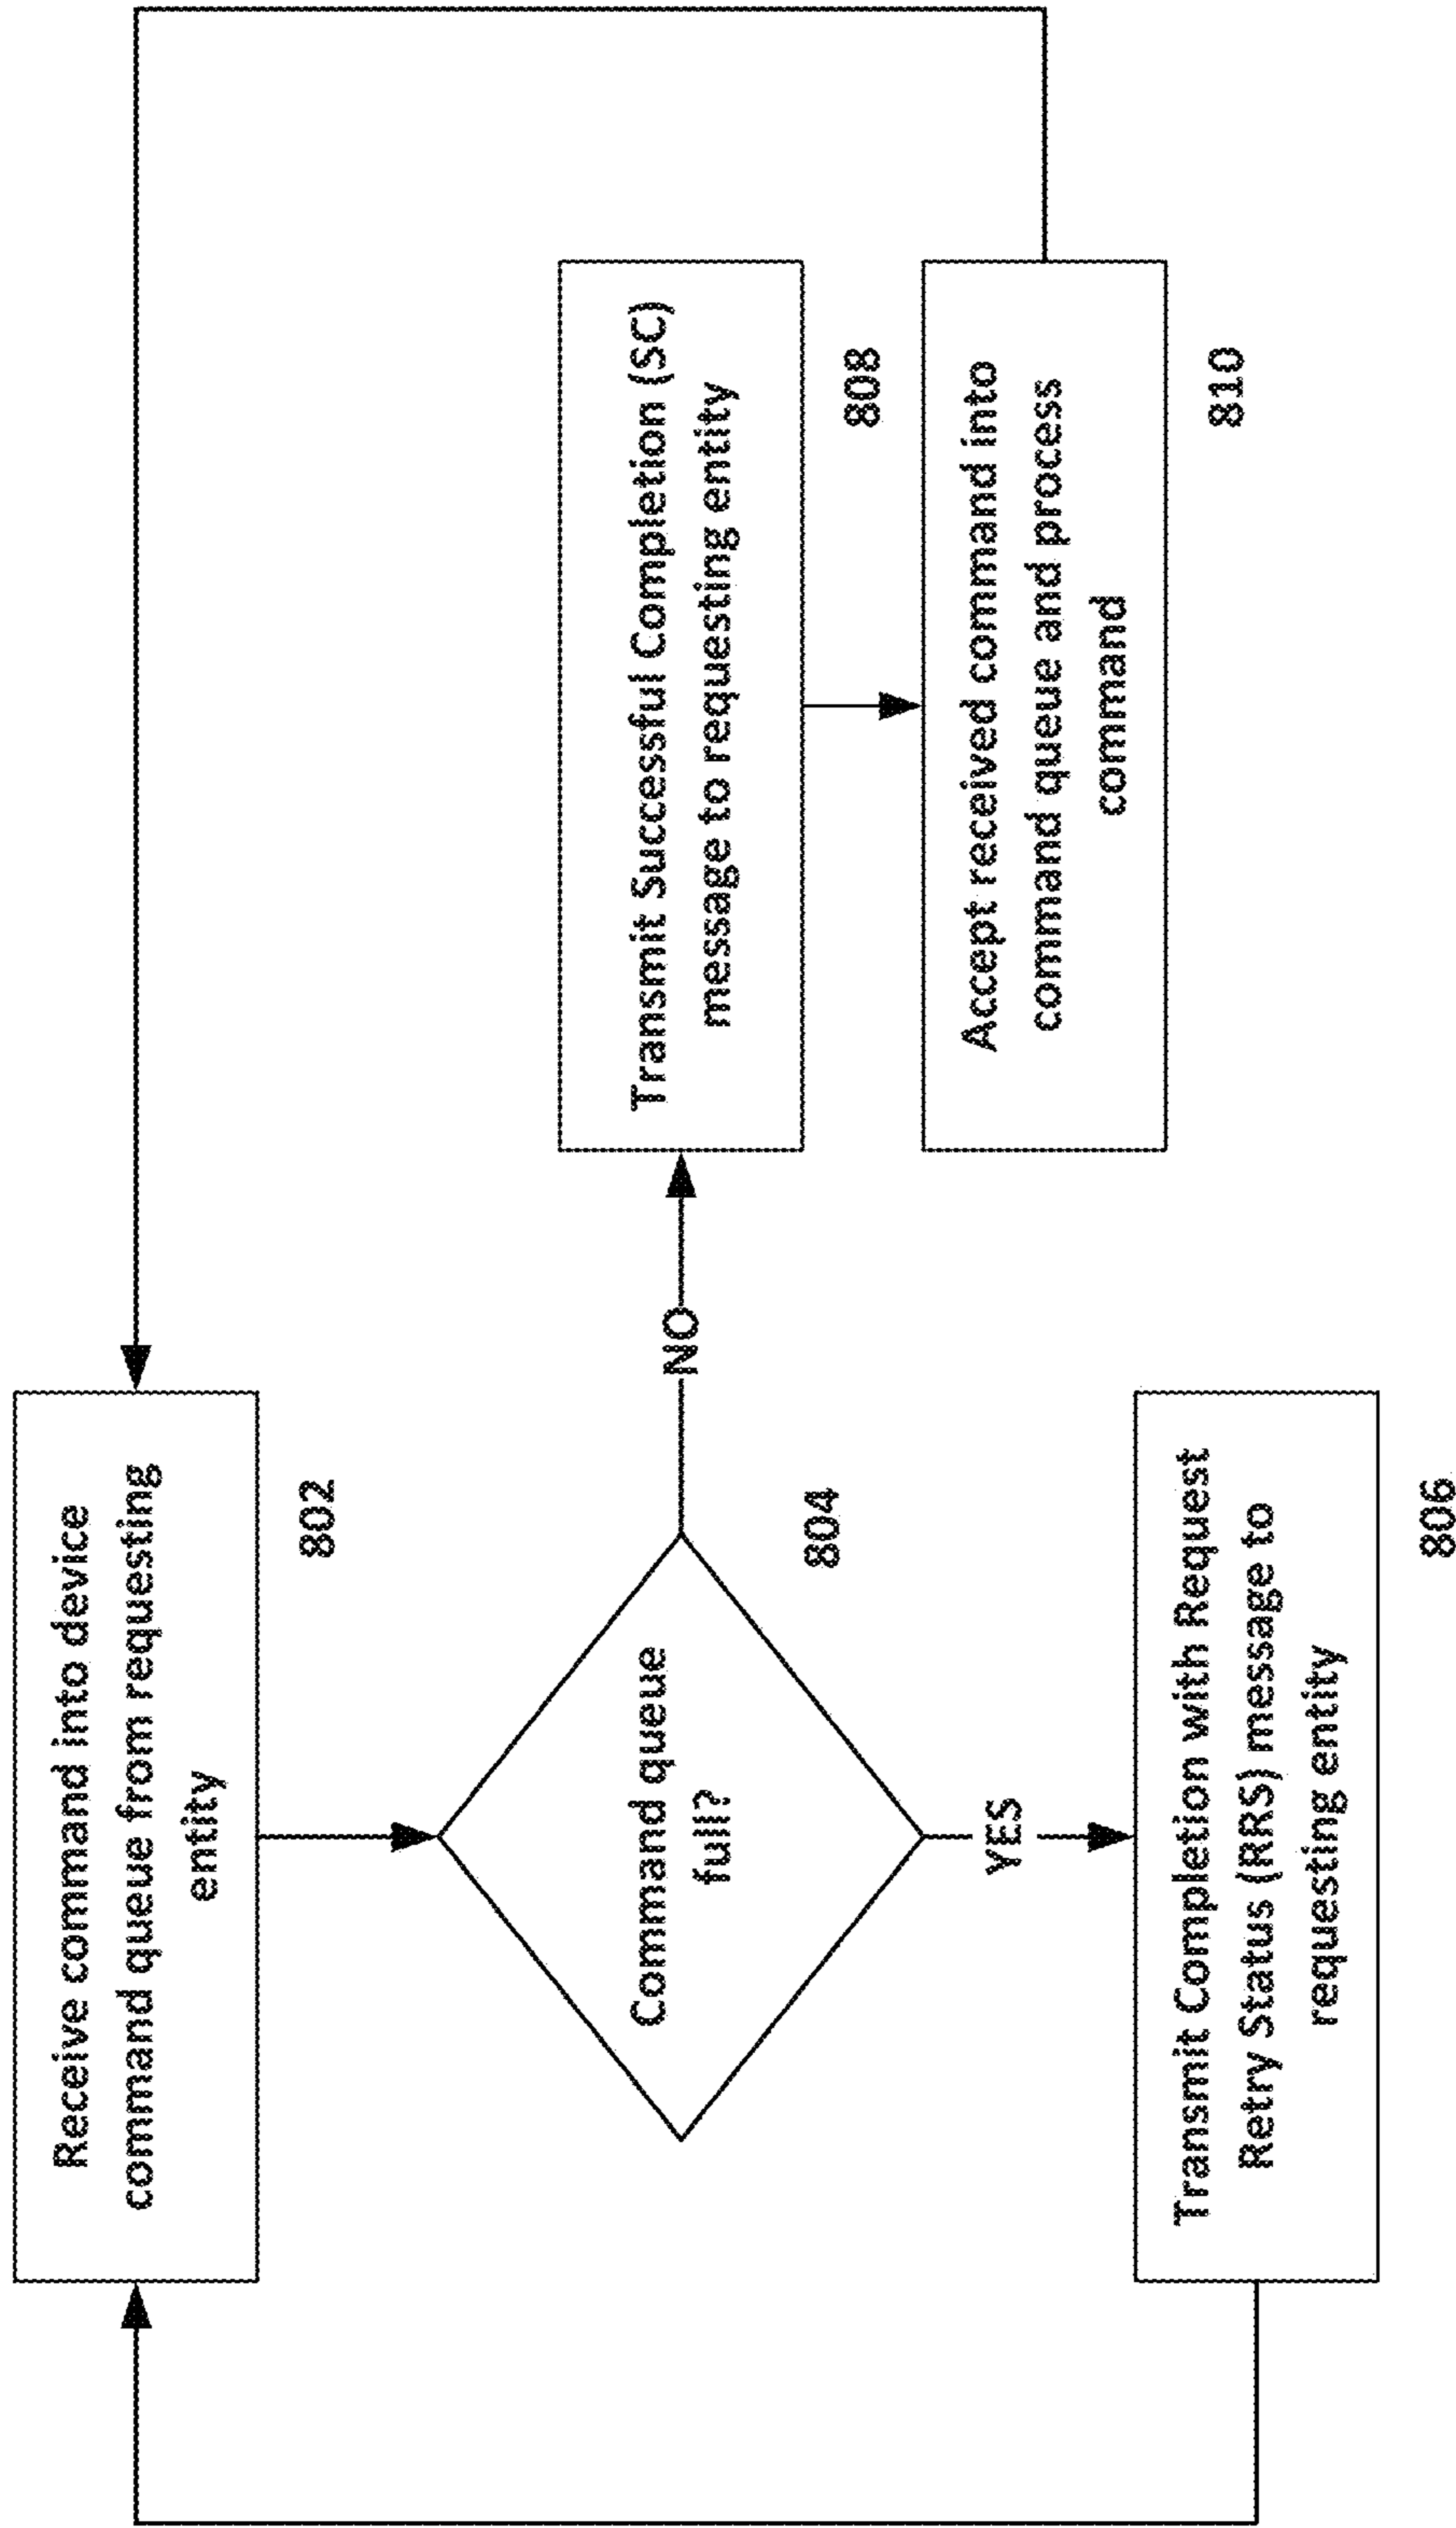 Receive command into device
command queue from requesting
entity
802
Command queue
full?
804
NO
YES
Transmit Completion with Request
Retry Status (RRS) message to
requesting entity
806
Transmit Successful Completion (SC)
message to requesting entity
808
Accept received command into
command queue and process
command
810